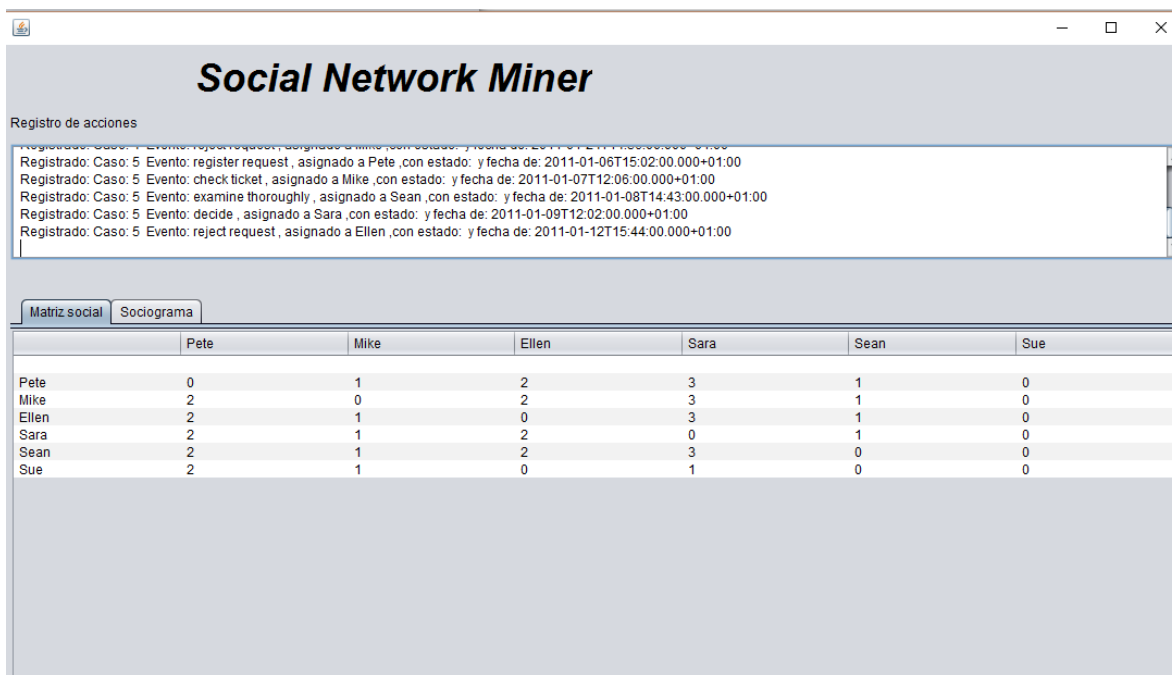 Social Network Miner
Registro de acciones
Registrado: Caso: 5 Evento: register request , asignado a Pete ,con estado: y fecha de: 2011-01-06T15:02:00.000+01:00
Registrado: Caso: 5 Evento: check ticket , asignado a Mike ,con estado: y fecha de: 2011-01-07T12:06:00.000+01:00
Registrado: Caso: 5 Evento: examine thoroughly , asignado a Sean ,con estado: y fecha de: 2011-01-08T14:43:00.000+01:00
Registrado: Caso: 5 Evento: decide , asignado a Sara ,con estado: y fecha de: 2011-01-09T12:02:00.000+01:00
Registrado: Caso: 5 Evento: reject request , asignado a Ellen ,con estado: y fecha de: 2011-01-12T15:44:00.000+01:00
Matriz social Sociograma
Pete Mike Ellen Sara Sean Sue
Pete 0 1 2 3 1 0
Mike 2 0 2 3 1 0
Ellen 2 1 0 3 1 0
Sara 2 1 2 0 1 0
Sean 2 1 2 3 0 0
Sue 2 1 0 1 0 0